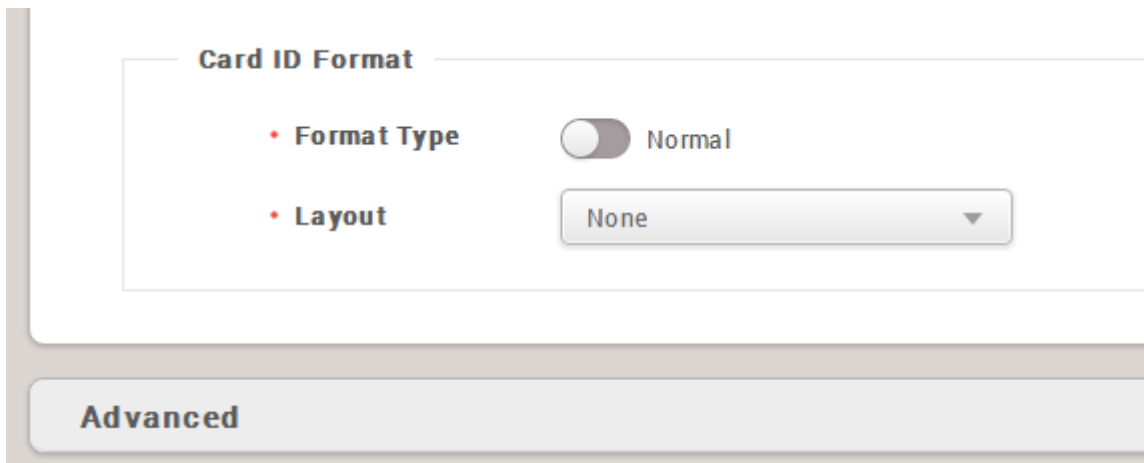 Card ID Format
• Format Type Normal
• Layout None
Advanced